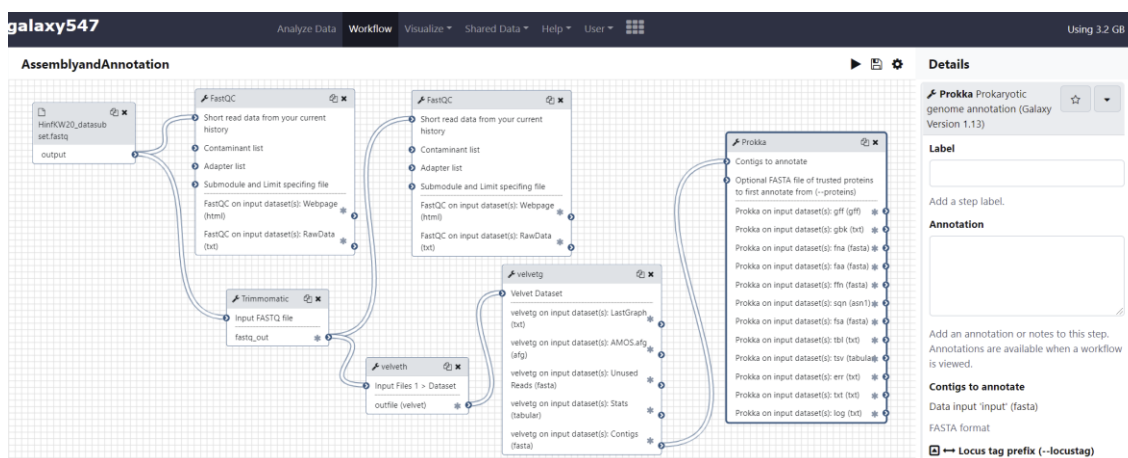 galaxy547
Analyze Data Workflow Visualize Shared Data Help User
Using 3.2 GB
AssemblyandAnnotation
HinfKW20_datasub
set.fastq
output
FastQC
Short read data from your current
history
Contaminant list
Adapter list
Submodule and Limit specifing file
FastQC on input dataset(s): Webpage
(html)
FastQC on input dataset(s): RawData
(txt)
FastQC
Short read data from your current
history
Contaminant list
Adapter list
Submodule and Limit specifing file
FastQC on input dataset(s): Webpage
(html)
FastQC on input dataset(s): RawData
(txt)
Trimmomatic
Input FASTQ file
fastq_out
velveth
Input Files 1 > Dataset
outfile (velvet)
velvetg
Velvet Dataset
velvetg on input dataset(s): LastGraph
(txt)
velvetg on input dataset(s): AMOS.afg
(afg)
velvetg on input dataset(s): Unused
Reads (fasta)
velvetg on input dataset(s): Stats
(tabular)
velvetg on input dataset(s): Contigs
(fasta)
Prokka
Contigs to annotate
Optional FASTA file of trusted proteins
to first annotate from (--proteins)
Prokka on input dataset(s): gff (gff)
Prokka on input dataset(s): gbk (txt)
Prokka on input dataset(s): fna (fasta)
Prokka on input dataset(s): faa (fasta)
Prokka on input dataset(s): ffn (fasta)
Prokka on input dataset(s): sqn (asn1)
Prokka on input dataset(s): fsa (fasta)
Prokka on input dataset(s): tbl (txt)
Prokka on input dataset(s): tsv (tabular
Prokka on input dataset(s): err (txt)
Prokka on input dataset(s): txt (txt)
Prokka on input dataset(s): log (txt)
Details
Prokka Prokaryotic
genome annotation (Galaxy
Version 1.13)
Label
Add a step label.
Annotation
Add an annotation or notes to this step.
Annotations are available when a workflow
is viewed.
Contigs to annotate
Data input 'input' (fasta)
FASTA format
Locus tag prefix (--locustag)